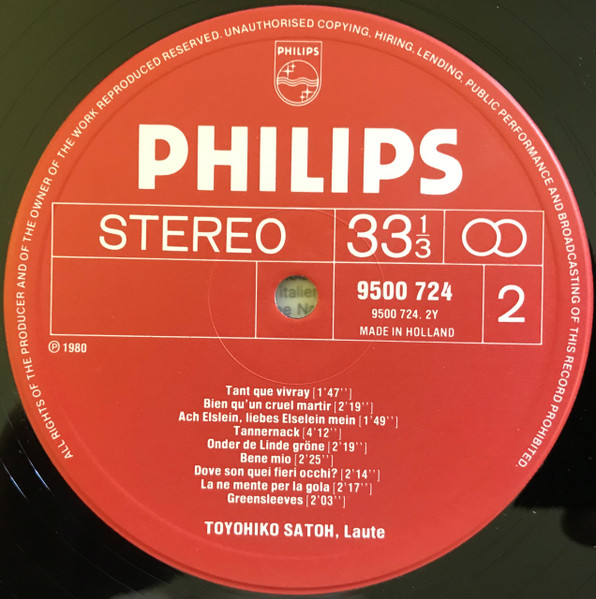 ALL RIGHTS OF THE PRODUCER AND OF THE OWNER OF THE WORK REPRODUCED RESERVED. UNAUTHORISED COPYING, HIRING, LENDING, PUBLIC PERFORMANCE AND BROADCASTING OF THIS RECORD PROHIBITED.
PHILIPS
PHILIPS
STEREO
33 1/3
9500 724
9500 724. 2Y
MADE IN HOLLAND
2
℗ 1980
Tant que vivray [1'47'']
Bien qu'un cruel martir [2'19'']
Ach Elslein, liebes Elselein mein [1'49'']
Tannernack [4'12'']
Onder de Linde gröne [2'19'']
Bene mio [2'25'']
Dove son quei fieri occhi? [2'14'']
La ne mente per la gola [2'17'']
Greensleeves [2'03'']
TOYOHIKO SATOH, Laute